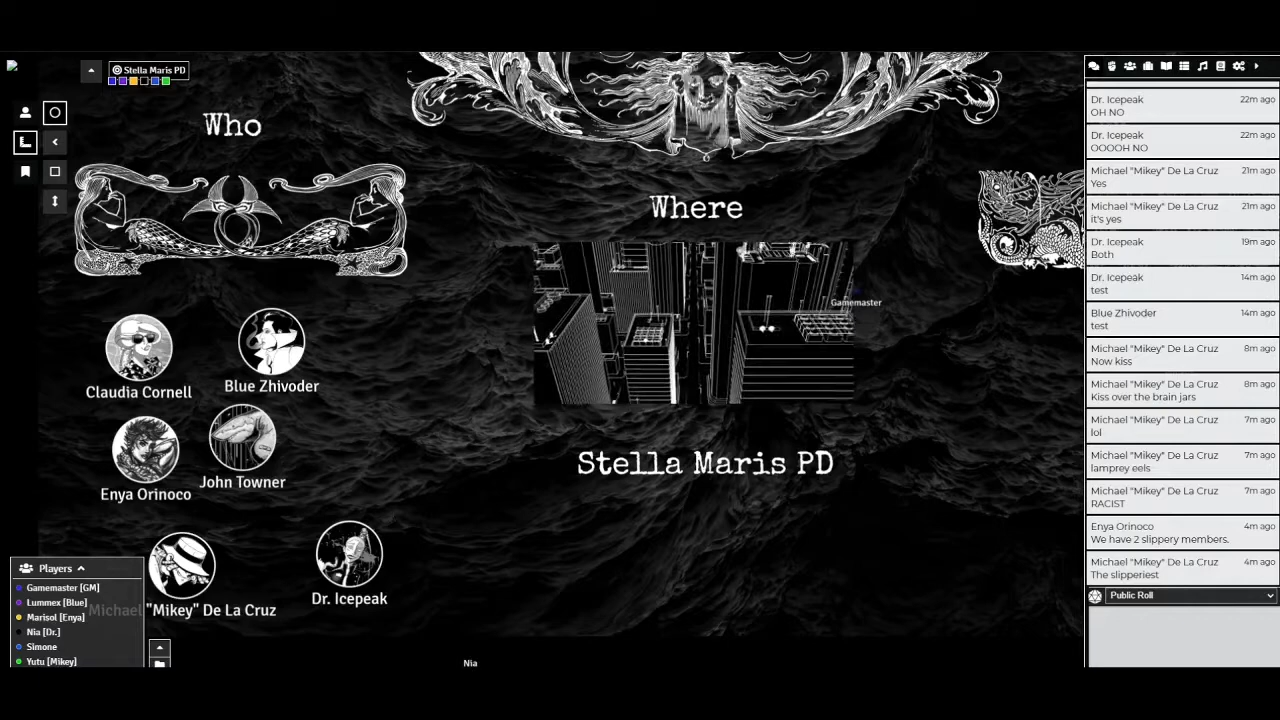 Stella Maris PD
Who
Where
Gamemaster
Claudia Cornell
Blue Zhivoder
Enya Orinoco
John Towner
Stella Maris PD
Michael "Mikey" De La Cruz
Dr. Icepeak
Players
Gamemaster [GM]
Lummex [Blue]
Marisol [Enya]
Nia [Dr.]
Simone
Yutu [Mikey]
Nia
Dr. Icepeak 22m ago
OH NO
Dr. Icepeak 22m ago
OOOOH NO
Michael "Mikey" De La Cruz 21m ago
Yes
Michael "Mikey" De La Cruz 21m ago
it's yes
Dr. Icepeak 19m ago
Both
Dr. Icepeak 14m ago
test
Blue Zhivoder 14m ago
test
Michael "Mikey" De La Cruz 8m ago
Now kiss
Michael "Mikey" De La Cruz 8m ago
Kiss over the brain jars
Michael "Mikey" De La Cruz 7m ago
lol
Michael "Mikey" De La Cruz 7m ago
lamprey eels
Michael "Mikey" De La Cruz 7m ago
RACIST
Enya Orinoco 4m ago
We have 2 slippery members.
Michael "Mikey" De La Cruz 4m ago
The slipperiest
Public Roll